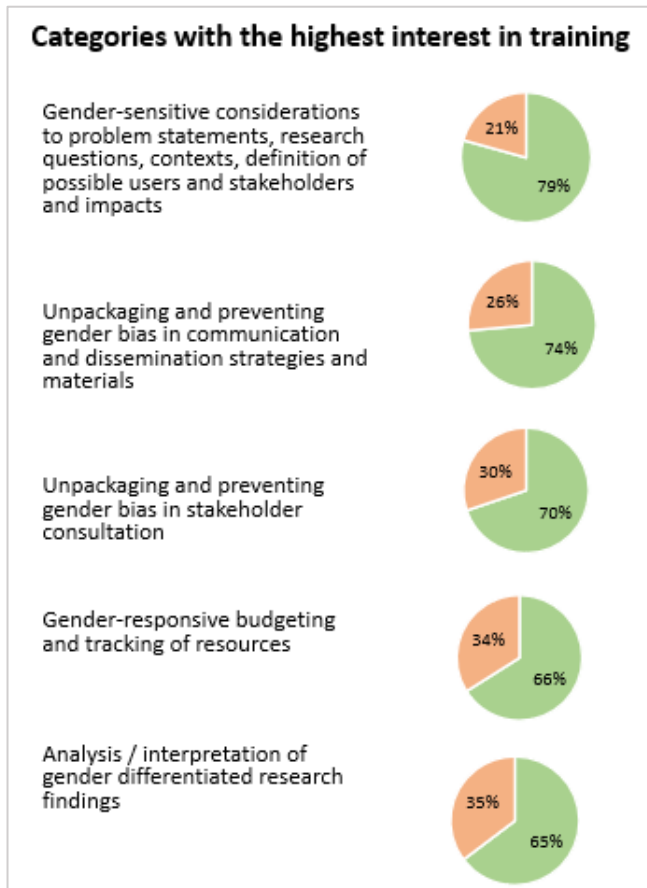 Categories with the highest interest in training
Gender-sensitive considerations
to problem statements, research
questions, contexts, definition of
possible users and stakeholders
and impacts
21%
79%
Unpackaging and preventing
gender bias in communication
and dissemination strategies and
materials
26%
74%
Unpackaging and preventing
gender bias in stakeholder
consultation
30%
70%
Gender-responsive budgeting
and tracking of resources
34%
66%
Analysis / interpretation of
gender differentiated research
findings
35%
65%